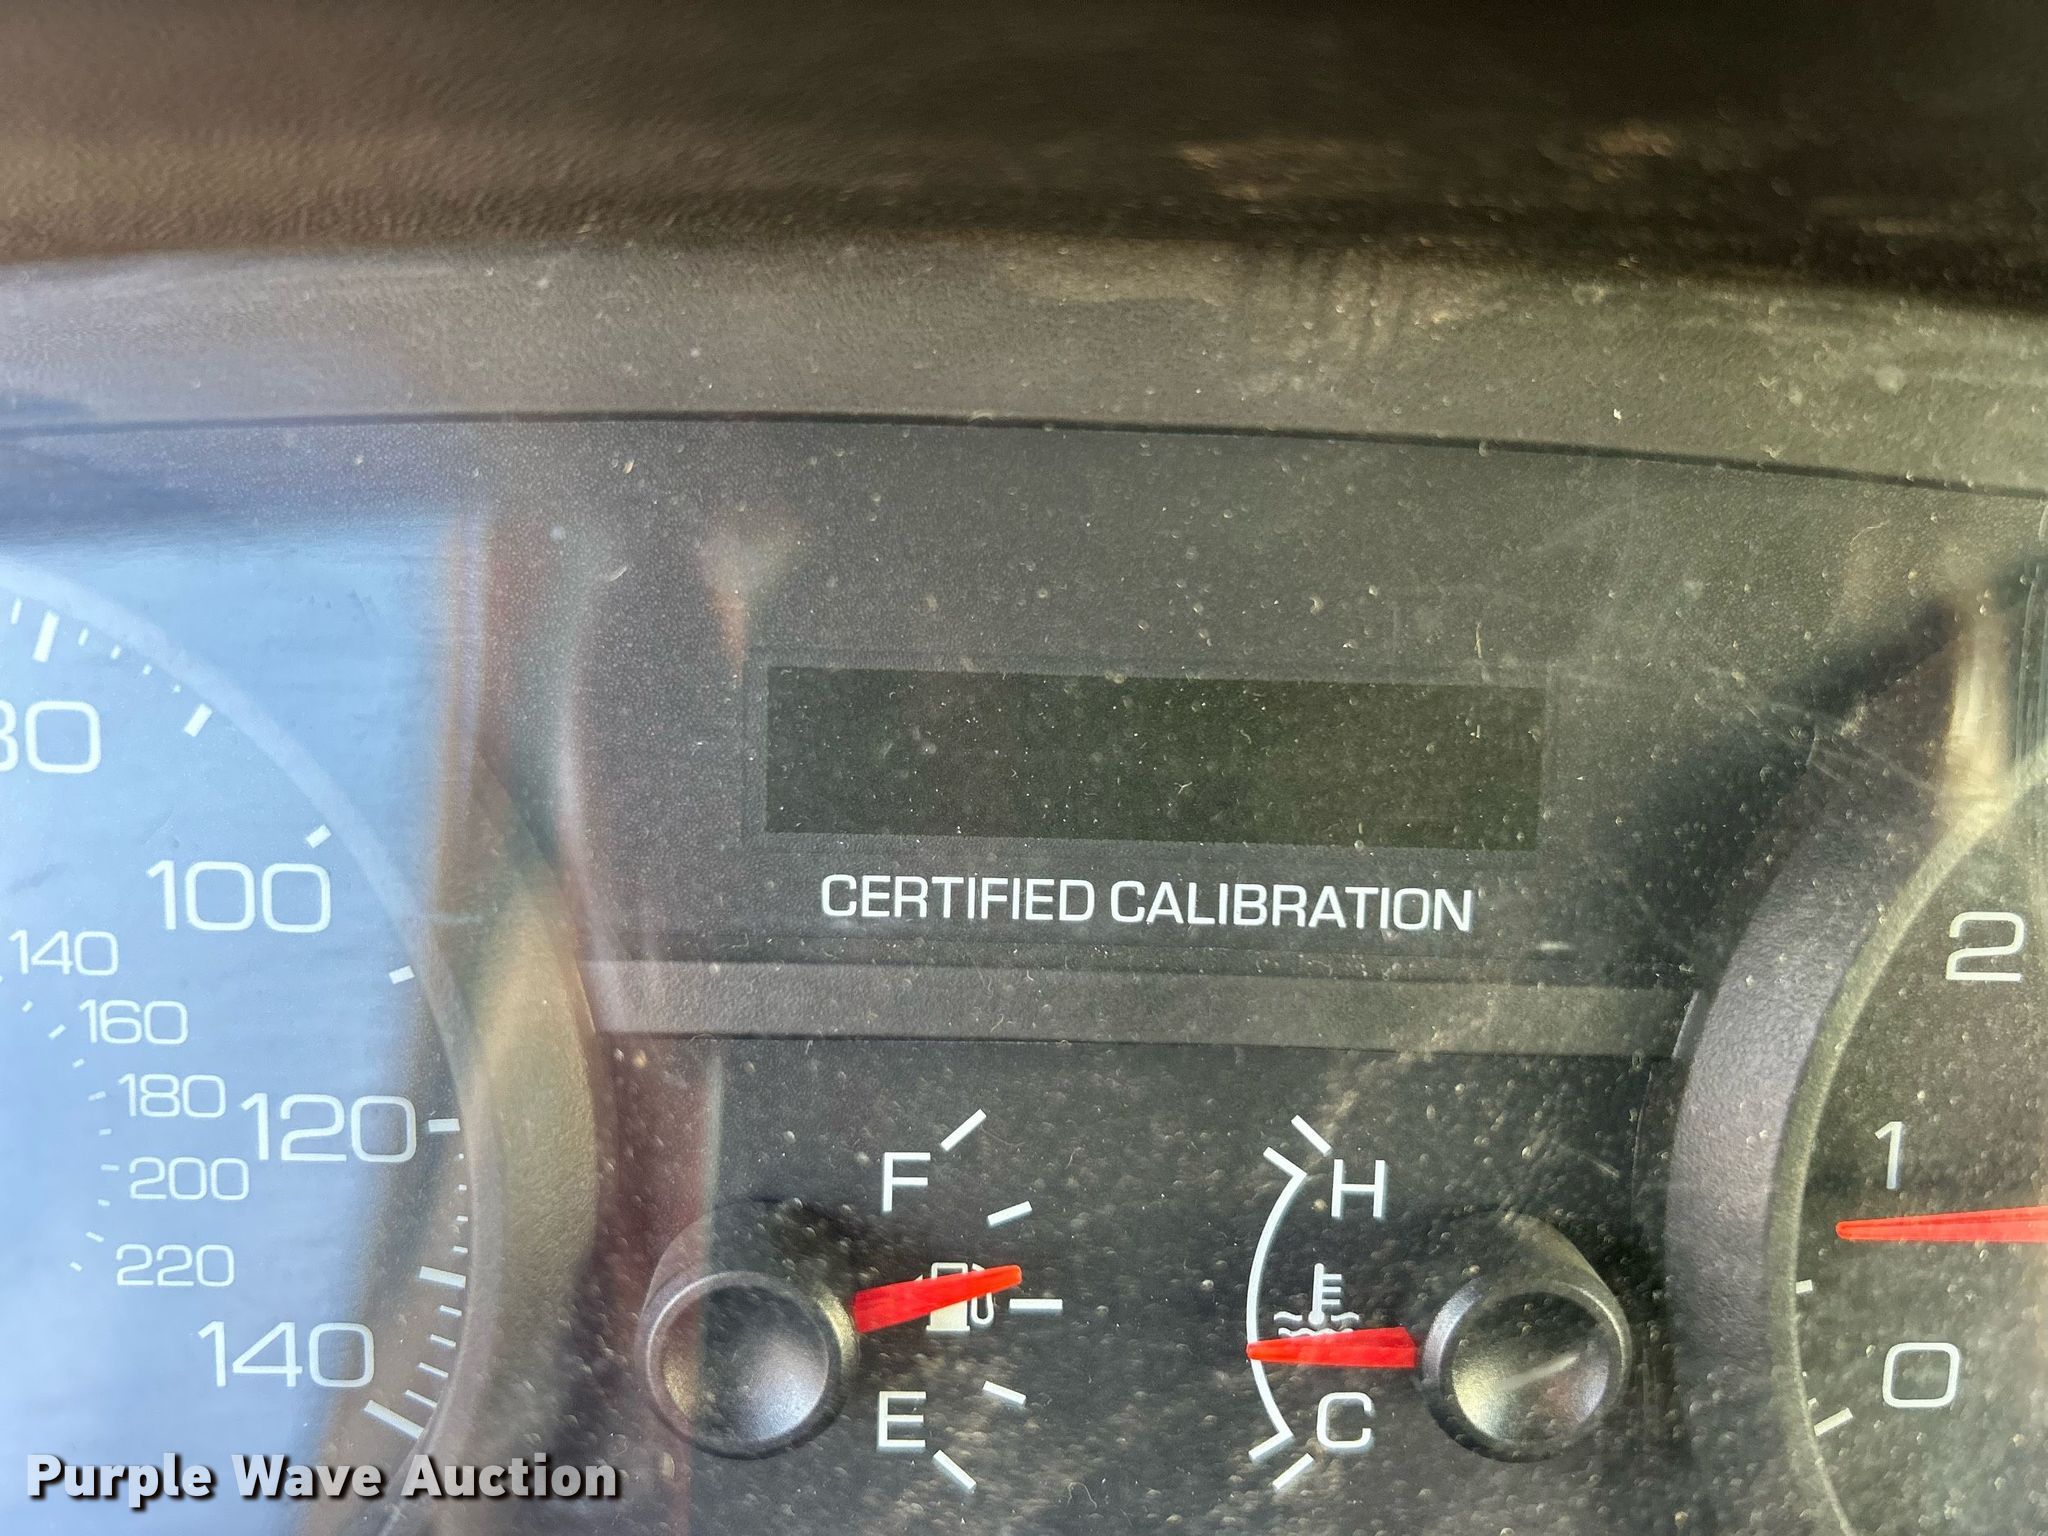 80
100
120
140
140
160
180
200
220
CERTIFIED CALIBRATION
F
E
H
C
2
1
0
Purple Wave Auction